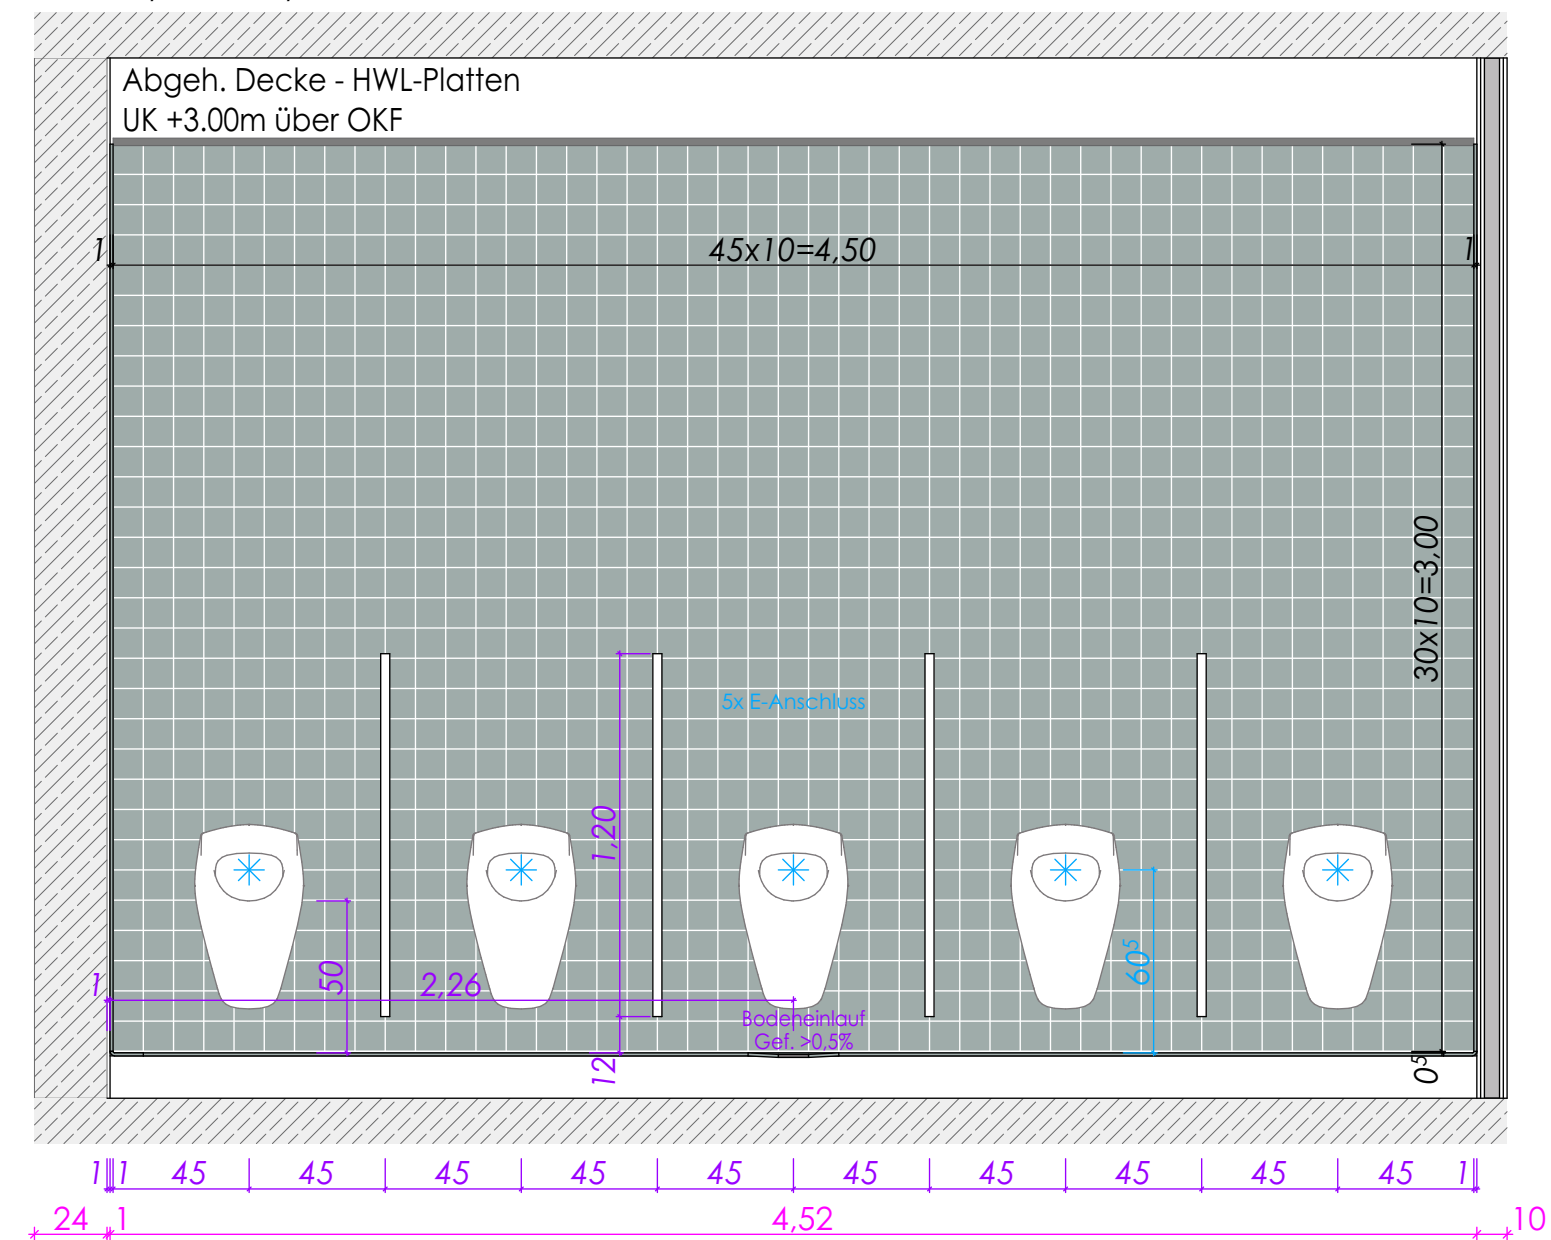 Abgeh. Decke - HWL-Platten
UK +3.00m über OKF
1 45x10=4,50 1
30x10=3,00
5x E-Anschluss
1,20
50
60⁵
1 2,26
Bodeneinlauf
Gef. >0,5%
12
0⁵
1 1 45 45 45 45 45 45 45 45 45 45 1
24 1 4,52 10